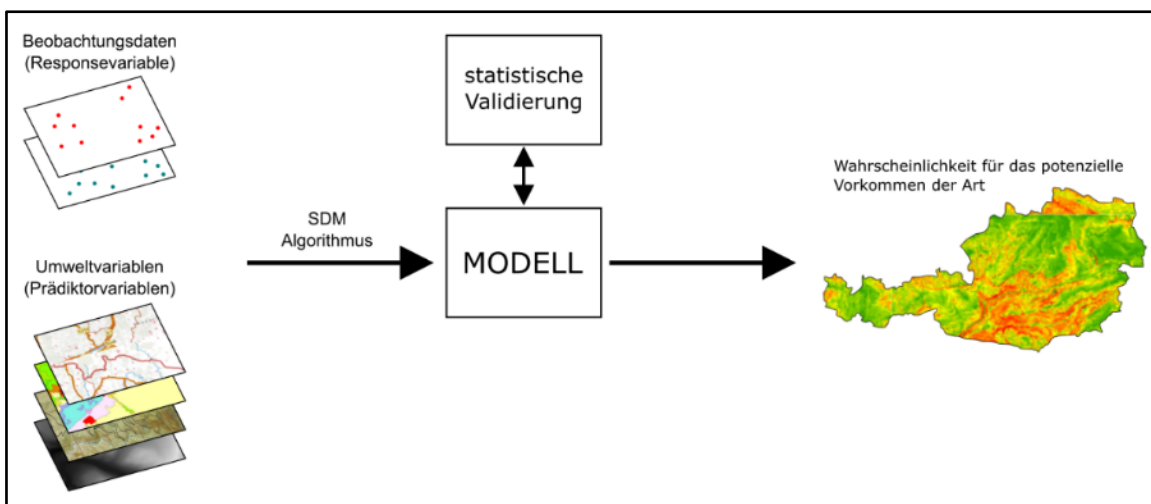 Beobachtungsdaten
(Responsevariable)
Umweltvariablen
(Prädiktorvariablen)
SDM
Algorithmus
statistische
Validierung
MODELL
Wahrscheinlichkeit für das potenzielle
Vorkommen der Art